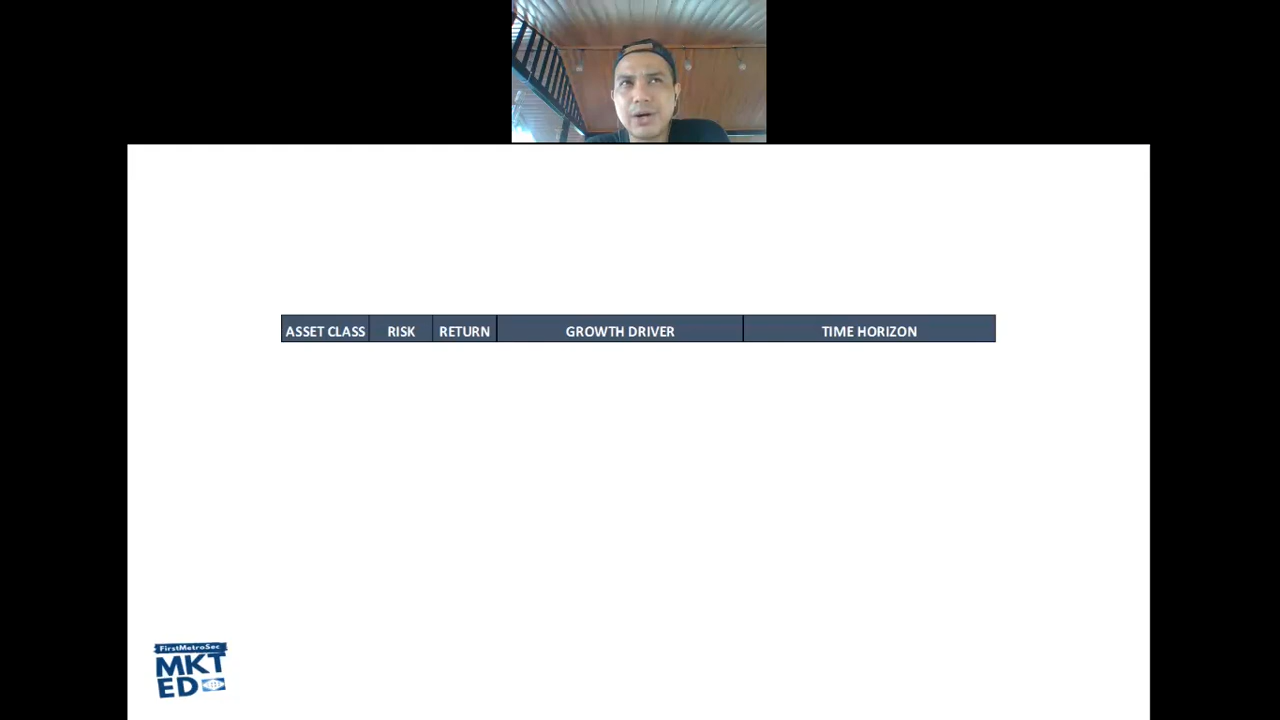 ASSET CLASS RISK RETURN GROWTH DRIVER TIME HORIZON
FirstMetroSec
MKT
ED